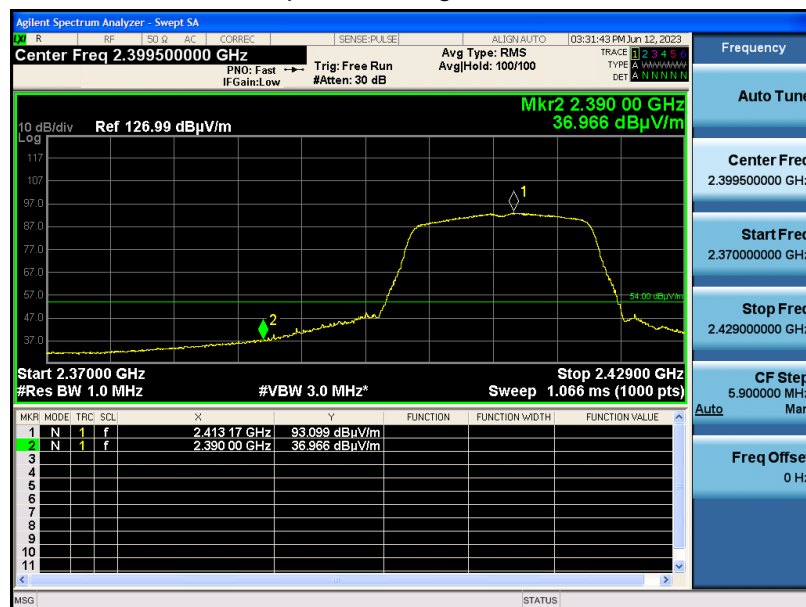 Agilent Spectrum Analyzer - Swept SA
LXI R RF 50 Ω AC CORREC SENSE:PULSE ALIGN AUTO 03:31:43 PM Jun 12, 2023
Center Freq 2.399500000 GHz
PNO: Fast
IFGain:Low
Trig: Free Run
#Atten: 30 dB
Avg Type: RMS
Avg|Hold: 100/100
TRACE 1 2 3 4 5 6
TYPE A WWWWW
DET A N N N N N
Mkr2 2.390 00 GHz
36.966 dBµV/m
10 dB/div Ref 126.99 dBµV/m
Log
117
107
97.0
87.0
77.0
67.0
57.0
47.0
37.0
1
2
54.00 dBµV/m
Start 2.37000 GHz Stop 2.42900 GHz
#Res BW 1.0 MHz #VBW 3.0 MHz* Sweep 1.066 ms (1000 pts)
MKR MODE TRC SCL X Y FUNCTION FUNCTION WIDTH FUNCTION VALUE
1 N 1 f 2.413 17 GHz 93.099 dBµV/m
2 N 1 f 2.390 00 GHz 36.966 dBµV/m
3
4
5
6
7
8
9
10
11
MSG STATUS
Frequency
Auto Tune
Center Freq
2.399500000 GHz
Start Freq
2.370000000 GHz
Stop Freq
2.429000000 GHz
CF Step
5.900000 MHz
Auto Man
Freq Offset
0 Hz